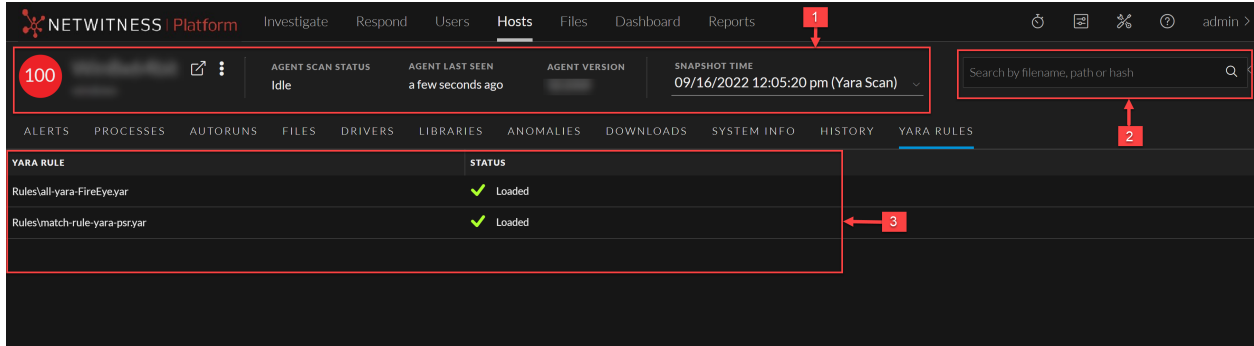 NETWITNESS | Platform Investigate Respond Users Hosts Files Dashboard Reports 1 admin >
100 AGENT SCAN STATUS AGENT LAST SEEN AGENT VERSION SNAPSHOT TIME
Idle a few seconds ago 09/16/2022 12:05:20 pm (Yara Scan) Search by filename, path or hash
ALERTS PROCESSES AUTORUNS FILES DRIVERS LIBRARIES ANOMALIES DOWNLOADS SYSTEM INFO HISTORY YARA RULES 2
YARA RULE STATUS
Rules\all-yara-FireEye.yar Loaded
Rules\match-rule-yara-psr.yar Loaded 3